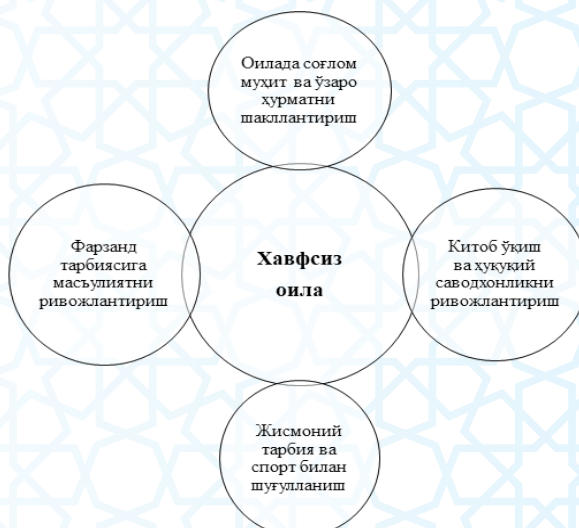 Оилада соғлом
муҳит ва ўзаро
ҳурматни
шакллантириш
Фарзанд
тарбиясига
масъулиятни
ривожлантириш
Хавфсиз
оила
Китоб ўқиш
ва ҳуқуқий
саводхонликни
ривожлантириш
Жисмоний
тарбия ва
спорт билан
шуғулланиш